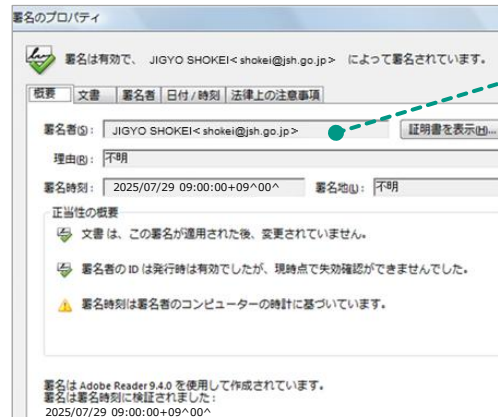 署名のプロパティ
署名は有効で、 JIGYO SHOKEI< shokei@jsh.go.jp> によって署名されています。
概要 文書 署名者 日付 / 時刻 法律上の注意事項
署名者(S): JIGYO SHOKEI< shokei@jsh.go.jp> 証明書を表示(H)...
理由(R): 不明
署名時刻: 2025/07/29 09:00:00+09^00^ 署名地(L): 不明
正当性の概要
文書 は、この署名が適用された後、変更されていません。
署名者の ID は発行時は有効でしたが、現時点で失効確認ができませんでした。
署名時刻は署名者のコンピューターの時計に基づいています。
署名は Adobe Reader 9.4.0 を使用して作成されています。
署名は署名時刻に検証されました :
2025/07/29 09:00:00+09^00^